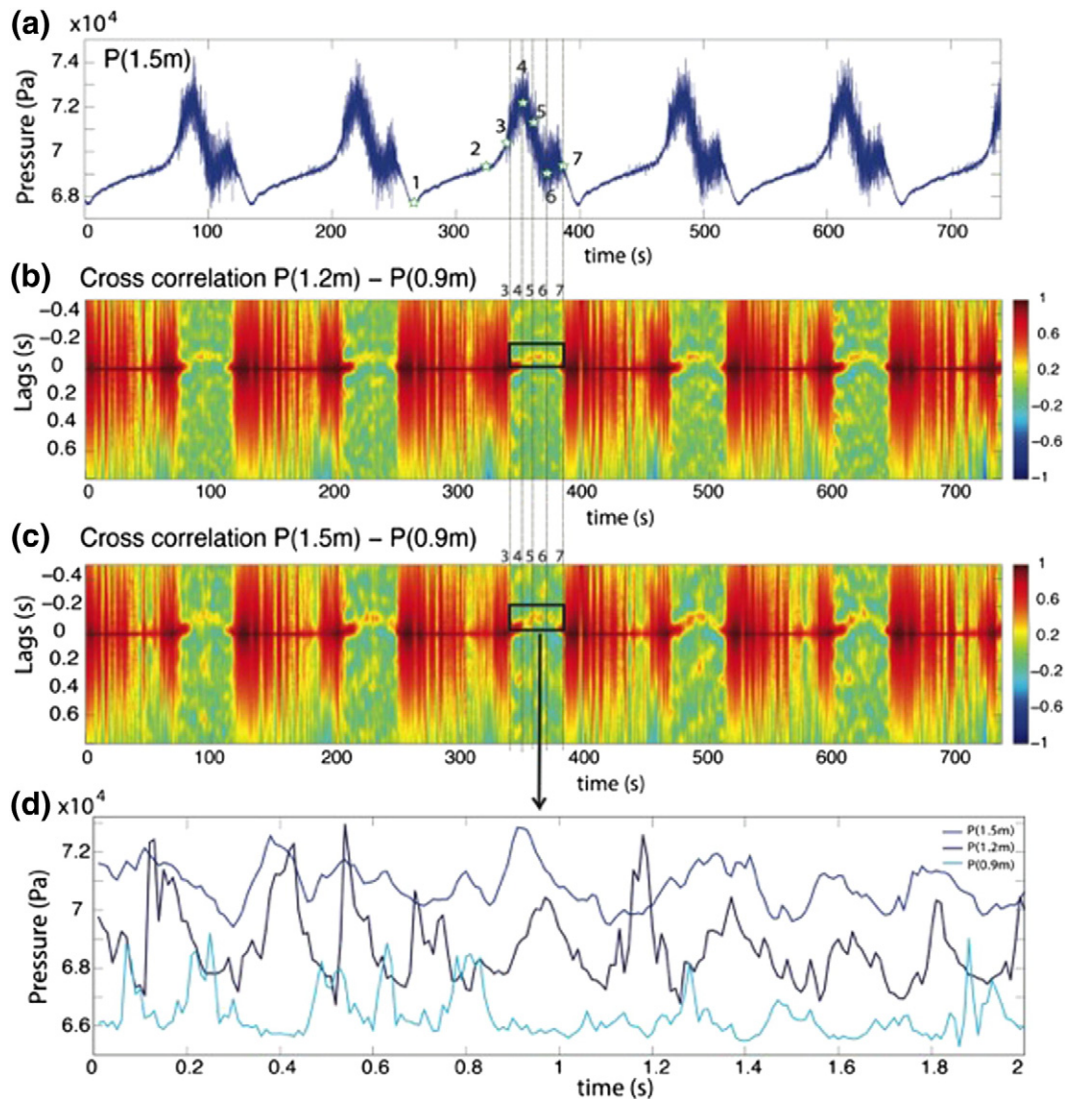 (a)
x10⁴
P(1.5m)
Pressure (Pa)
7.4
7.2
7
6.8
1
2
3
4
5
6
7
0
100
200
300
400
500
600
700
time (s)
(b)
Cross correlation P(1.2m) – P(0.9m)
3 4 5 6 7
Lags (s)
−0.4
−0.2
0
0.2
0.4
0.6
0 100 200 300 400 500 600 700
time (s)
1
0.6
0.2
−0.2
−0.6
−1
(c)
Cross correlation P(1.5m) – P(0.9m)
3 4 5 6 7
Lags (s)
−0.4
−0.2
0
0.2
0.4
0.6
0 100 200 300 400 500 600 700
time (s)
1
0.6
0.2
−0.2
−0.6
−1
(d)
x10⁴
Pressure (Pa)
7.2
7
6.8
6.6
P(1.5m)
P(1.2m)
P(0.9m)
0 0.2 0.4 0.6 0.8 1 1.2 1.4 1.6 1.8 2
time (s)